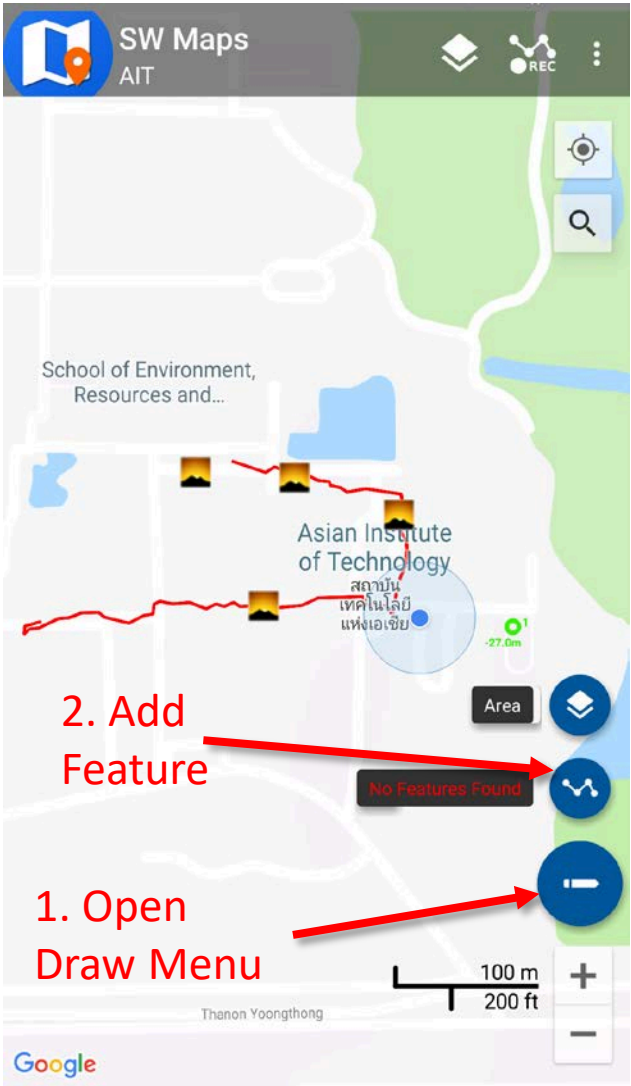 SW Maps
AIT
REC
School of Environment,
Resources and...
Asian Institute
of Technology
สถาบัน
เทคโนโลยี
แห่งเอเชีย
1
-27.0m
Area
2. Add
Feature
No Features Found
1. Open
Draw Menu
100 m
200 ft
+
−
Thanon Yoongthong
Google